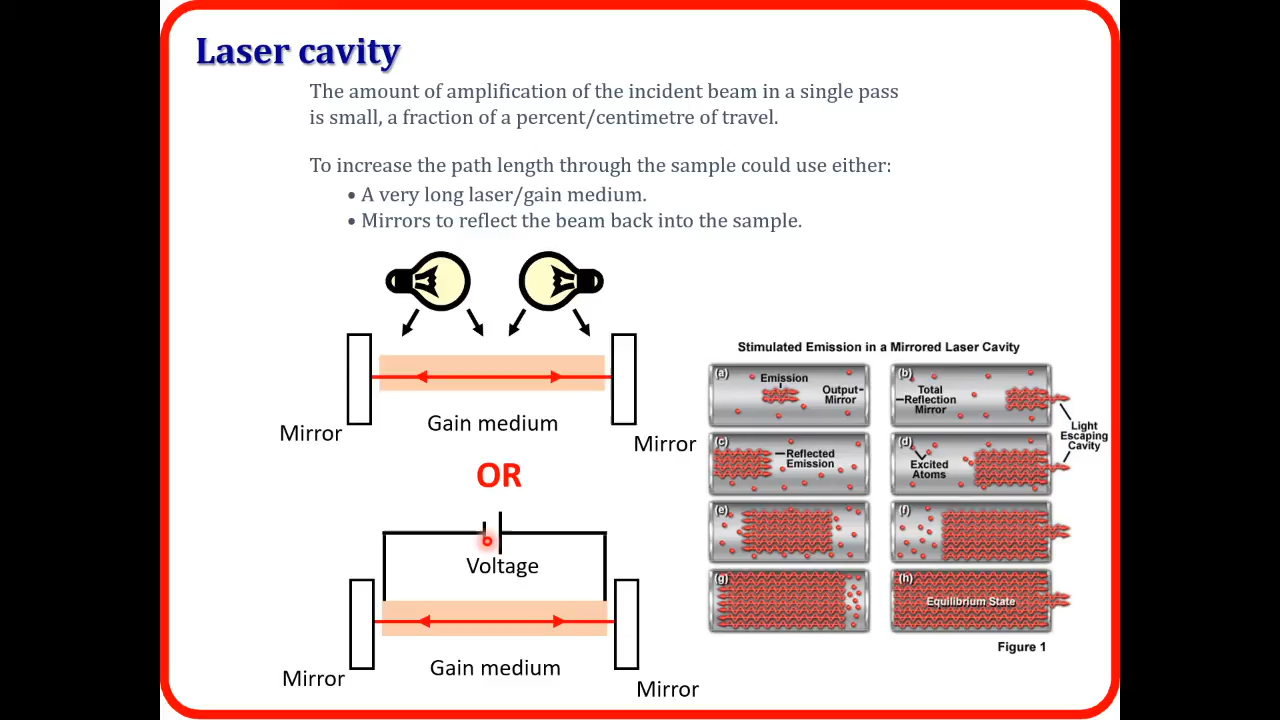 Laser cavity
The amount of amplification of the incident beam in a single pass
is small, a fraction of a percent/centimetre of travel.
To increase the path length through the sample could use either:
• A very long laser/gain medium.
• Mirrors to reflect the beam back into the sample.
Gain medium
Mirror
Mirror
OR
Voltage
Gain medium
Mirror
Mirror
Stimulated Emission in a Mirrored Laser Cavity
(a)
Emission
Output
Mirror
(b)
Total
Reflection
Mirror
Light
Escaping
Cavity
(c)
Reflected
Emission
(d)
Excited
Atoms
(e)
(f)
(g)
(h)
Equilibrium State
Figure 1